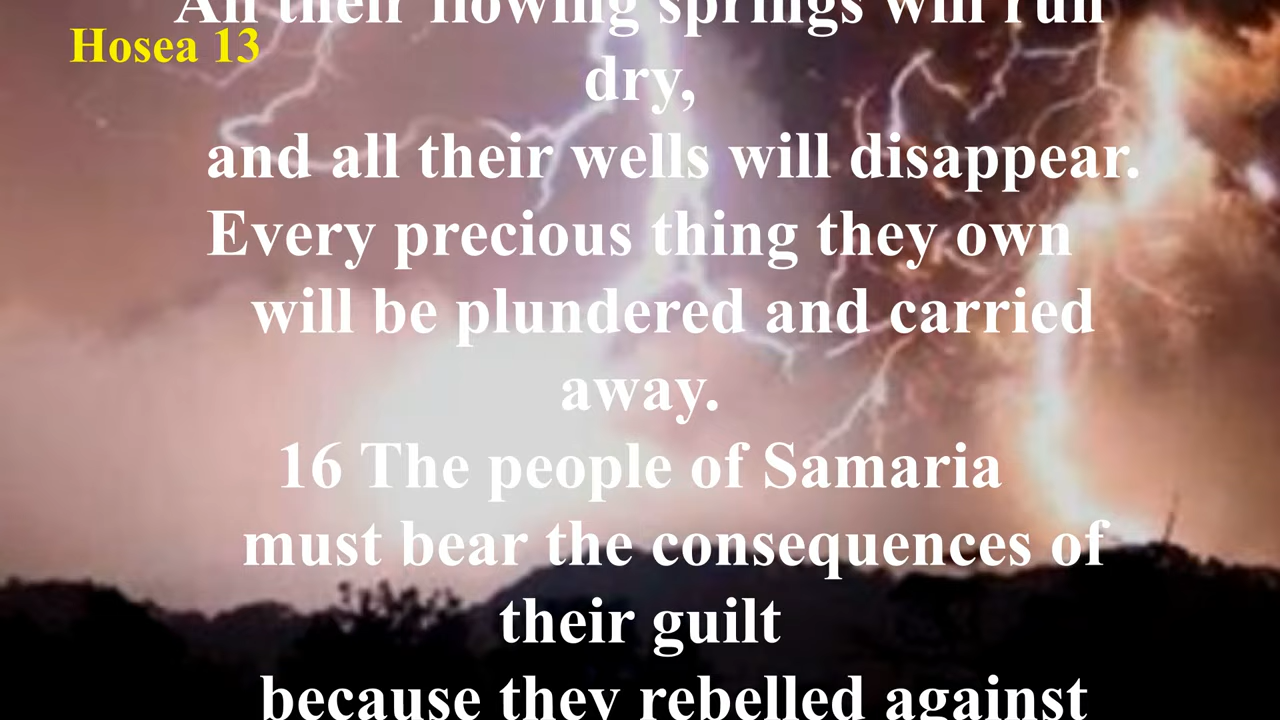 All their flowing springs will run
Hosea 13
dry,
and all their wells will disappear.
Every precious thing they own
will be plundered and carried
away.
16 The people of Samaria
must bear the consequences of
their guilt
because they rebelled against